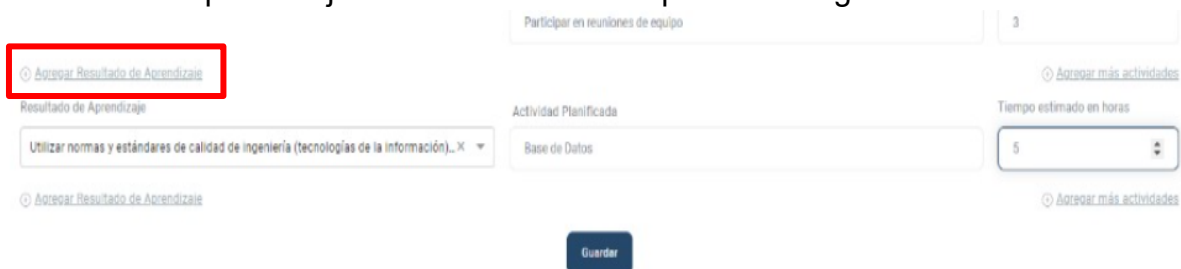 Participar en reuniones de equipo
3
Agregar Resultado de Aprendizaje
Agregar más actividades
Resultado de Aprendizaje
Actividad Planificada
Tiempo estimado en horas
Utilizar normas y estándares de calidad de ingeniería (tecnologías de la información)...
Base de Datos
5
Agregar Resultado de Aprendizaje
Agregar más actividades
Guardar